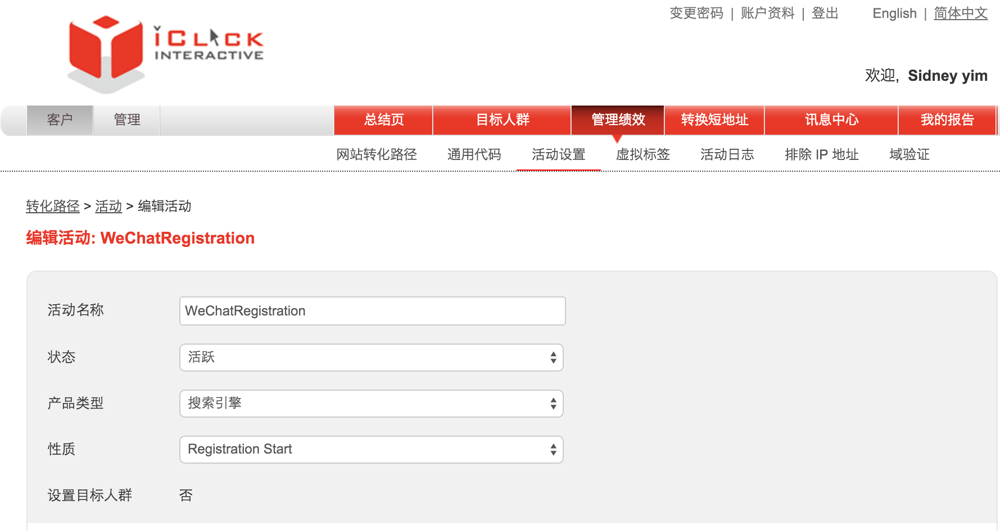 变更密码 | 账户资料 | 登出 English | 简体中文
iCLICK
INTERACTIVE
欢迎, Sidney yim
客户 管理 总结页 目标人群 管理绩效 转换短地址 讯息中心 我的报告
网站转化路径 通用代码 活动设置 虚拟标签 活动日志 排除 IP 地址 域验证
转化路径 > 活动 > 编辑活动
编辑活动: WeChatRegistration
活动名称 WeChatRegistration
状态 活跃
产品类型 搜索引擎
性质 Registration Start
设置目标人群 否